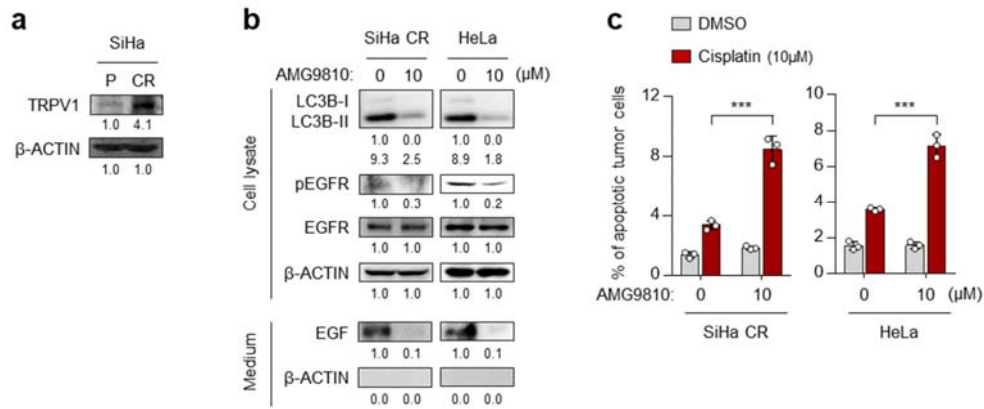 a
SiHa
P CR
TRPV1
1.0 4.1
β-ACTIN
1.0 1.0
b
SiHa CR HeLa
AMG9810: 0 10 0 10 (μM)
Cell lysate
LC3B-I
LC3B-II
1.0 0.0 1.0 0.0
9.3 2.5 8.9 1.8
pEGFR
1.0 0.3 1.0 0.2
EGFR
1.0 1.0 1.0 1.0
β-ACTIN
1.0 1.0 1.0 1.0
Medium
EGF
1.0 0.1 1.0 0.1
β-ACTIN
0.0 0.0 0.0 0.0
c
DMSO
Cisplatin (10μM)
% of apoptotic tumor cells
12
8
4
0
***
10
8
6
4
2
0
***
AMG9810: 0 10 0 10 (μM)
SiHa CR HeLa